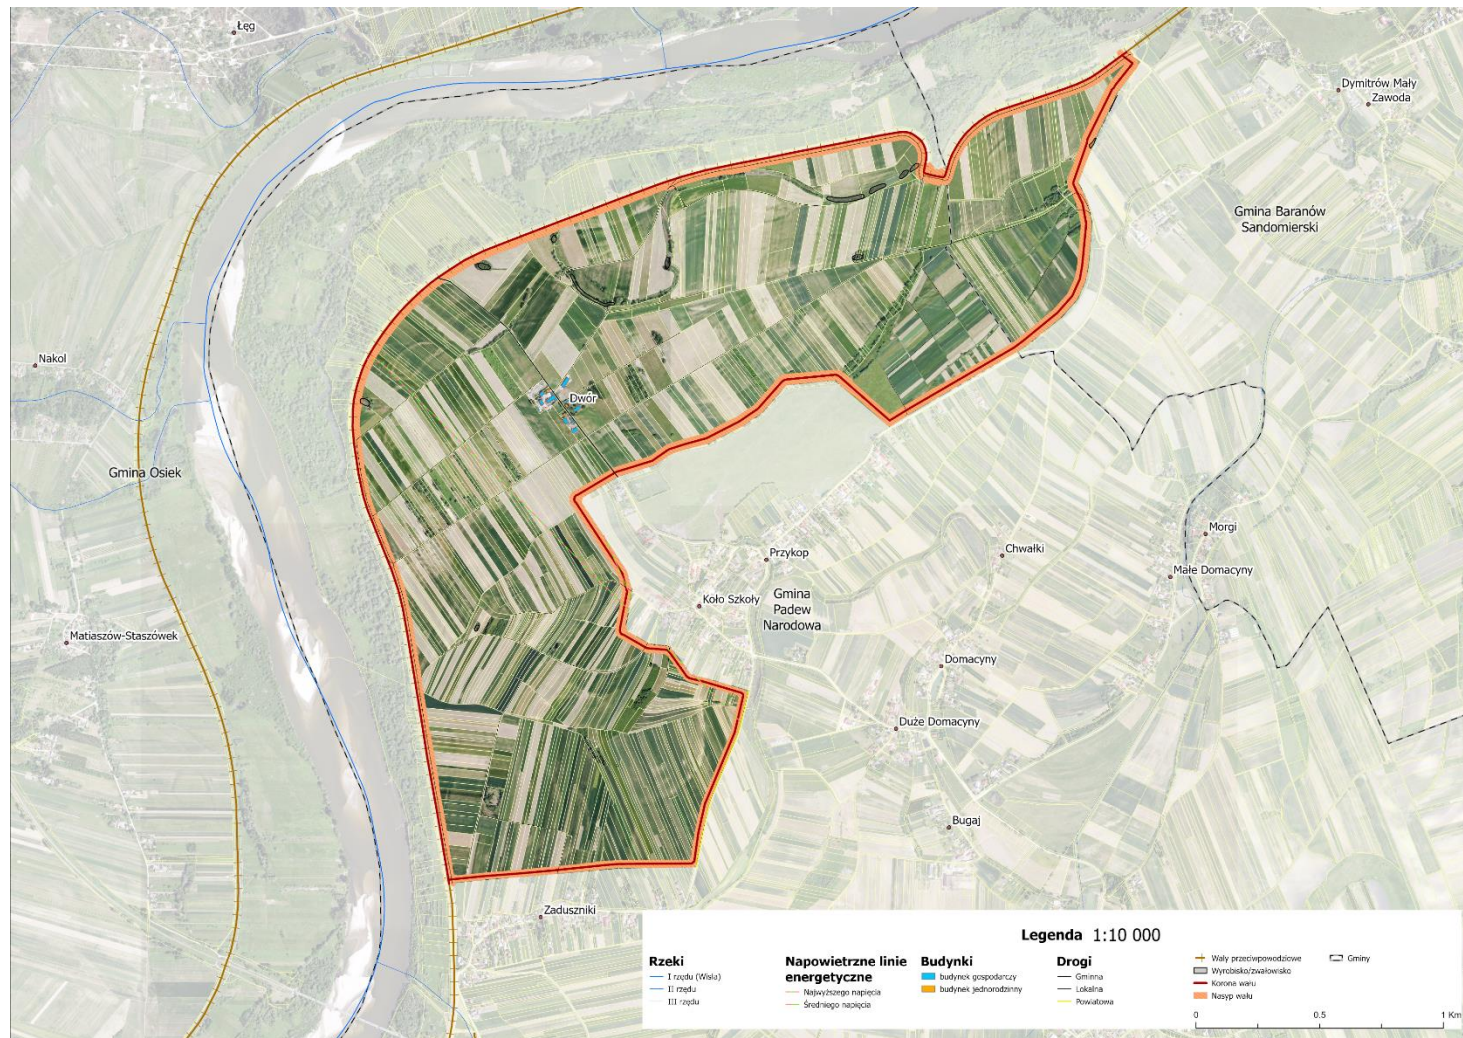 Łęg
Dymitrów Mały
Zawoda
Gmina Baranów
Sandomierski
Nakol
Dwór
Gmina Osiek
Morgi
Przykop
Chwałki
Małe Domacyny
Koło Szkoły
Gmina
Padew
Narodowa
Matiaszów-Staszówek
Domacyny
Duże Domacyny
Bugaj
Zaduszniki
Legenda 1:10 000
Rzeki
I rzędu (Wisła)
II rzędu
III rzędu
Napowietrzne linie
energetyczne
Najwyższego napięcia
Średniego napięcia
Budynki
budynek gospodarczy
budynek jednorodzinny
Drogi
Gminna
Lokalna
Powiatowa
Wały przeciwpowodziowe
Wyrobisko/zwałowisko
Korona wału
Nasyp wału
Gminy
0 0.5 1 Km